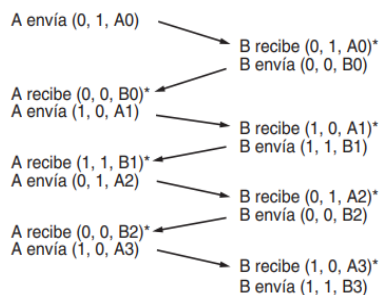 A envía (0, 1, A0)
B recibe (0, 1, A0)*
B envía (0, 0, B0)
A recibe (0, 0, B0)*
A envía (1, 0, A1)
B recibe (1, 0, A1)*
B envía (1, 1, B1)
A recibe (1, 1, B1)*
A envía (0, 1, A2)
B recibe (0, 1, A2)*
B envía (0, 0, B2)
A recibe (0, 0, B2)*
A envía (1, 0, A3)
B recibe (1, 0, A3)*
B envía (1, 1, B3)